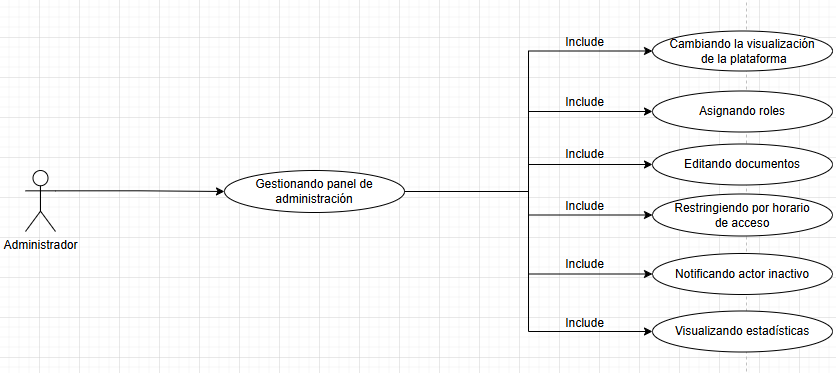 Include
Cambiando la visualización
de la plataforma
Include
Asignando roles
Include
Editando documentos
Gestionando panel de
administración
Include
Restringiendo por horario
de acceso
Administrador
Include
Notificando actor inactivo
Include
Visualizando estadísticas